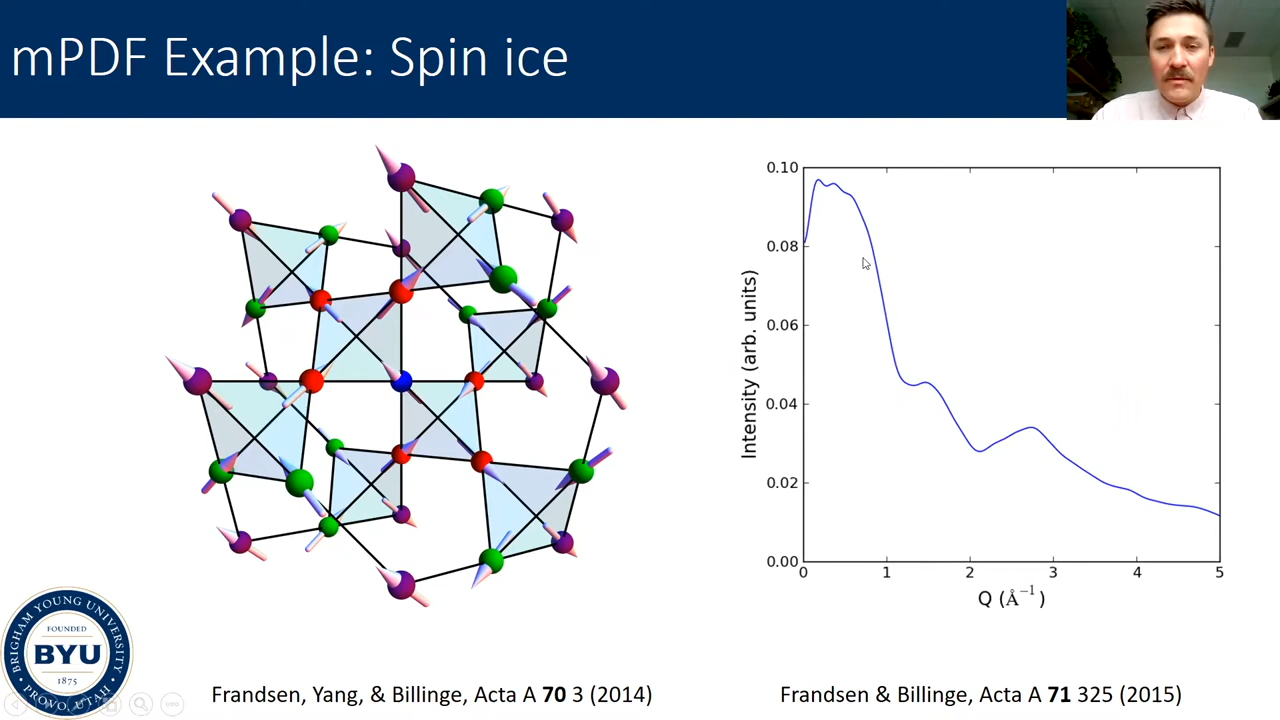 mPDF Example: Spin ice
0.10
0.08
0.06
0.04
0.02
0.00
Intensity (arb. units)
0 1 2 3 4 5
Q (Å⁻¹)
BRIGHAM YOUNG UNIVERSITY
FOUNDED
BYU
1875
PROVO, UTAH
Frandsen, Yang, & Billinge, Acta A 70 3 (2014)
Frandsen & Billinge, Acta A 71 325 (2015)